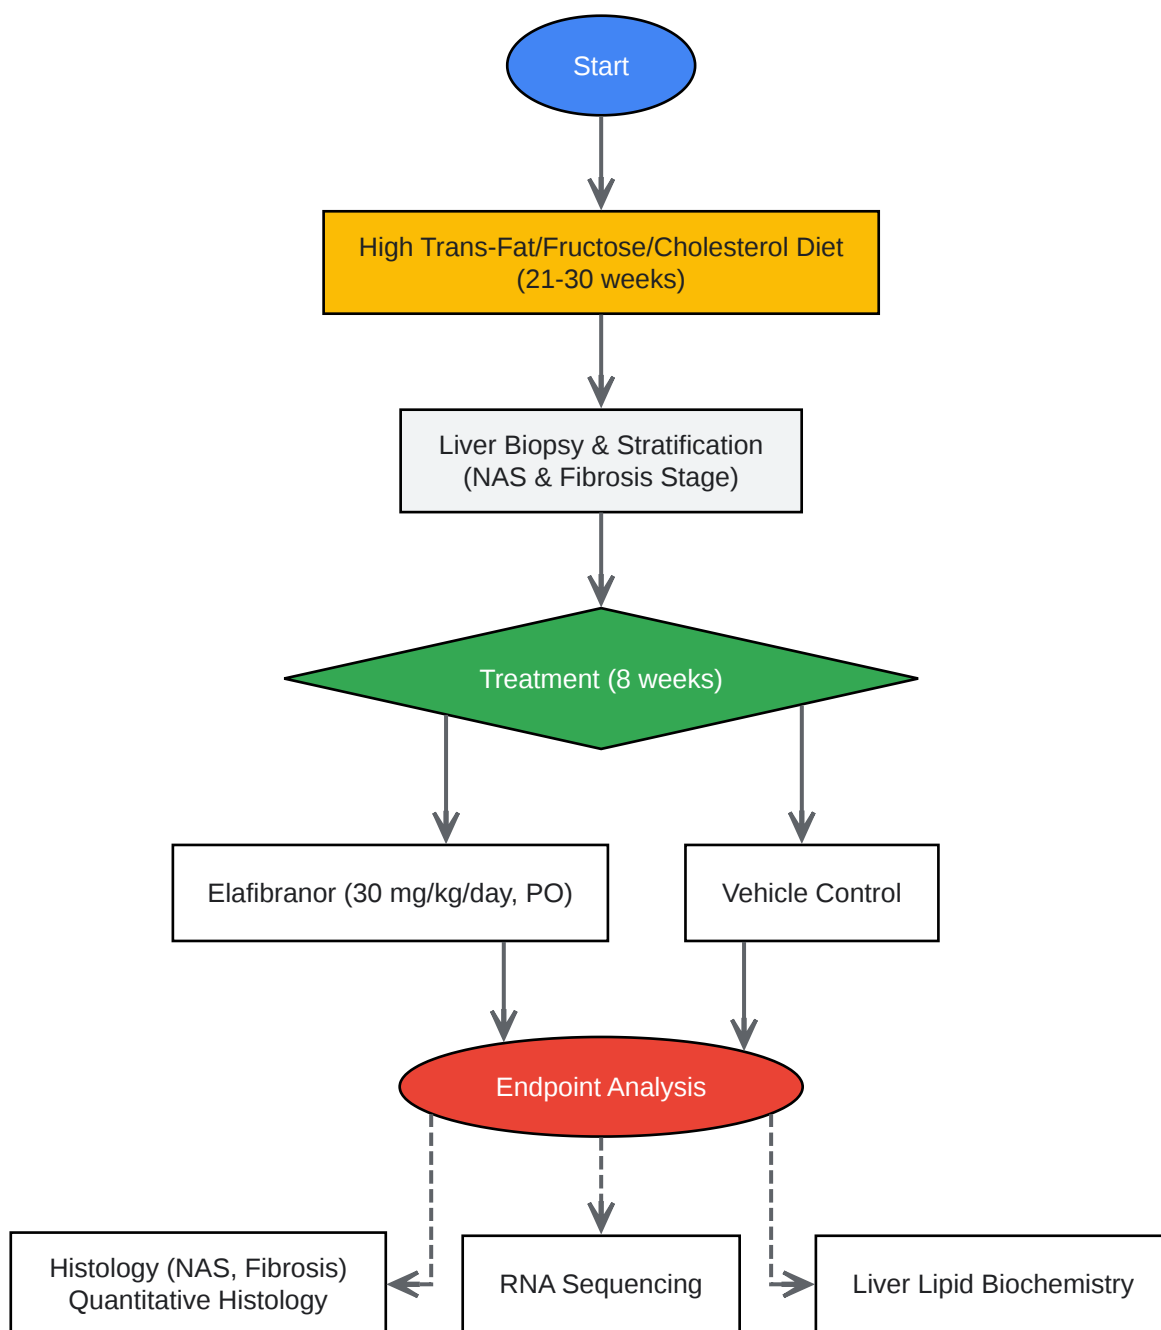 Start
High Trans-Fat/Fructose/Cholesterol Diet
(21-30 weeks)
Liver Biopsy & Stratification
(NAS & Fibrosis Stage)
Treatment (8 weeks)
Elafibranor (30 mg/kg/day, PO)
Vehicle Control
Endpoint Analysis
Histology (NAS, Fibrosis)
Quantitative Histology
RNA Sequencing
Liver Lipid Biochemistry